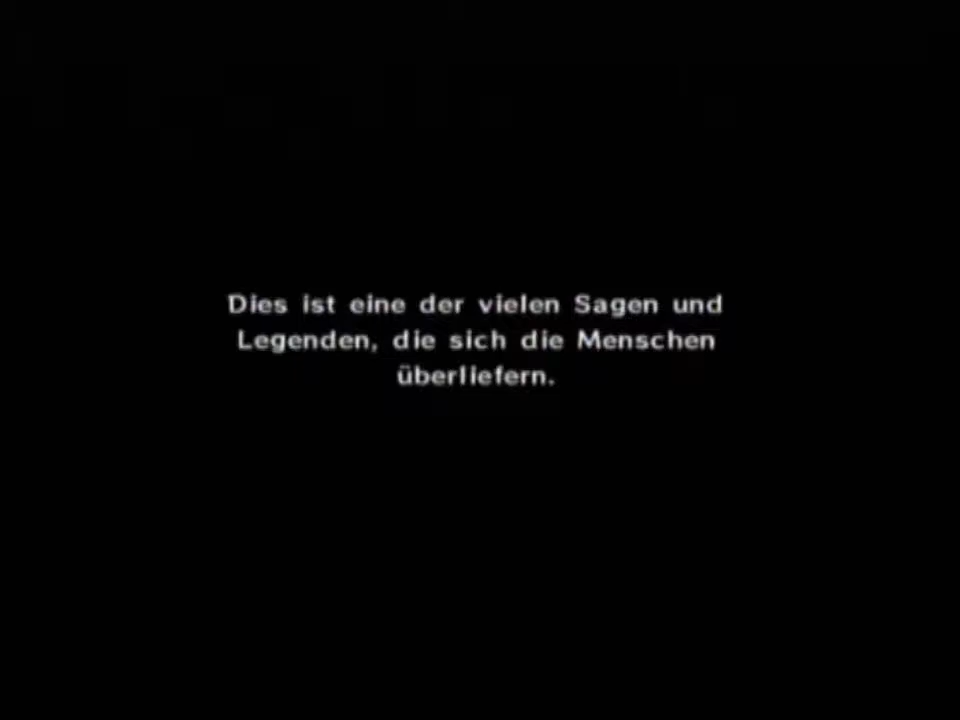 Dies ist eine der vielen Sagen und
Legenden, die sich die Menschen
überliefern.